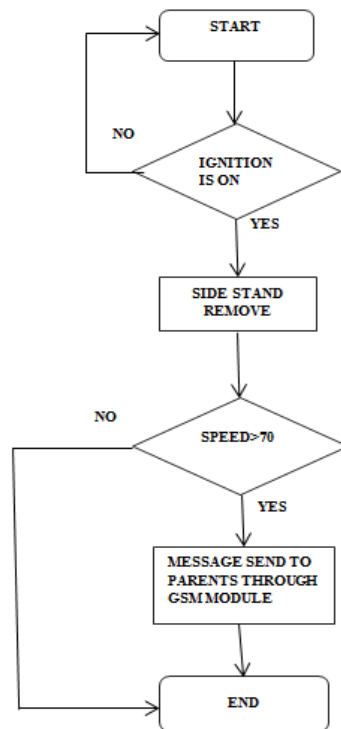 START
NO
IGNITION
IS ON
YES
SIDE STAND
REMOVE
NO
SPEED>70
YES
MESSAGE SEND TO
PARENTS THROUGH
GSM MODULE
END